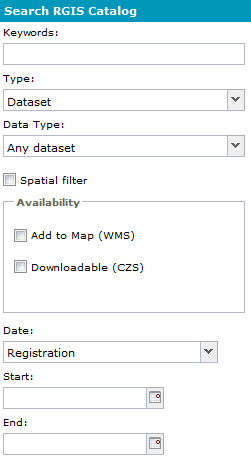 Search RGIS Catalog
Keywords:
Type:
Dataset
Data Type:
Any dataset
Spatial filter
Availability
Add to Map (WMS)
Downloadable (CZS)
Date:
Registration
Start:
End: